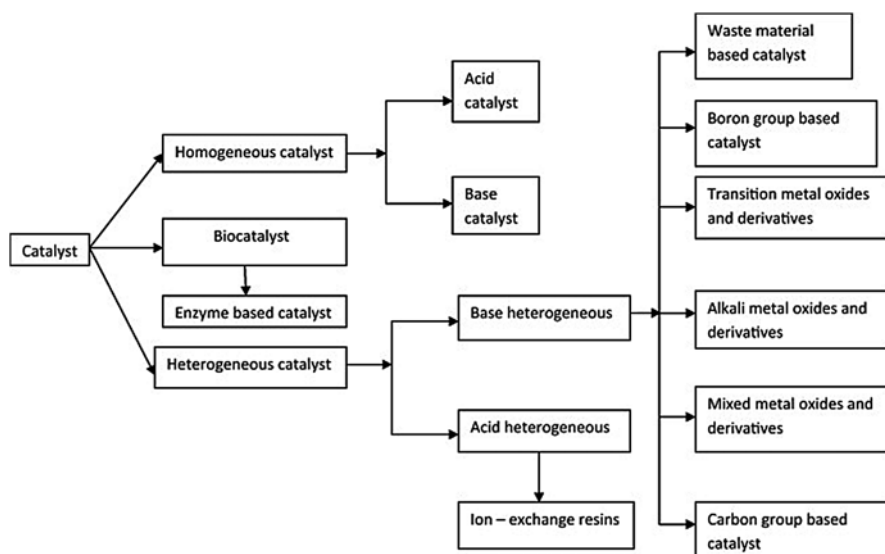 Waste material
based catalyst
Acid
catalyst
Boron group based
catalyst
Homogeneous catalyst
Transition metal oxides
and derivatives
Base
catalyst
Biocatalyst
Catalyst
Enzyme based catalyst
Base heterogeneous
Alkali metal oxides and
derivatives
Heterogeneous catalyst
Mixed metal oxides and
derivatives
Acid heterogeneous
Ion – exchange resins
Carbon group based
catalyst